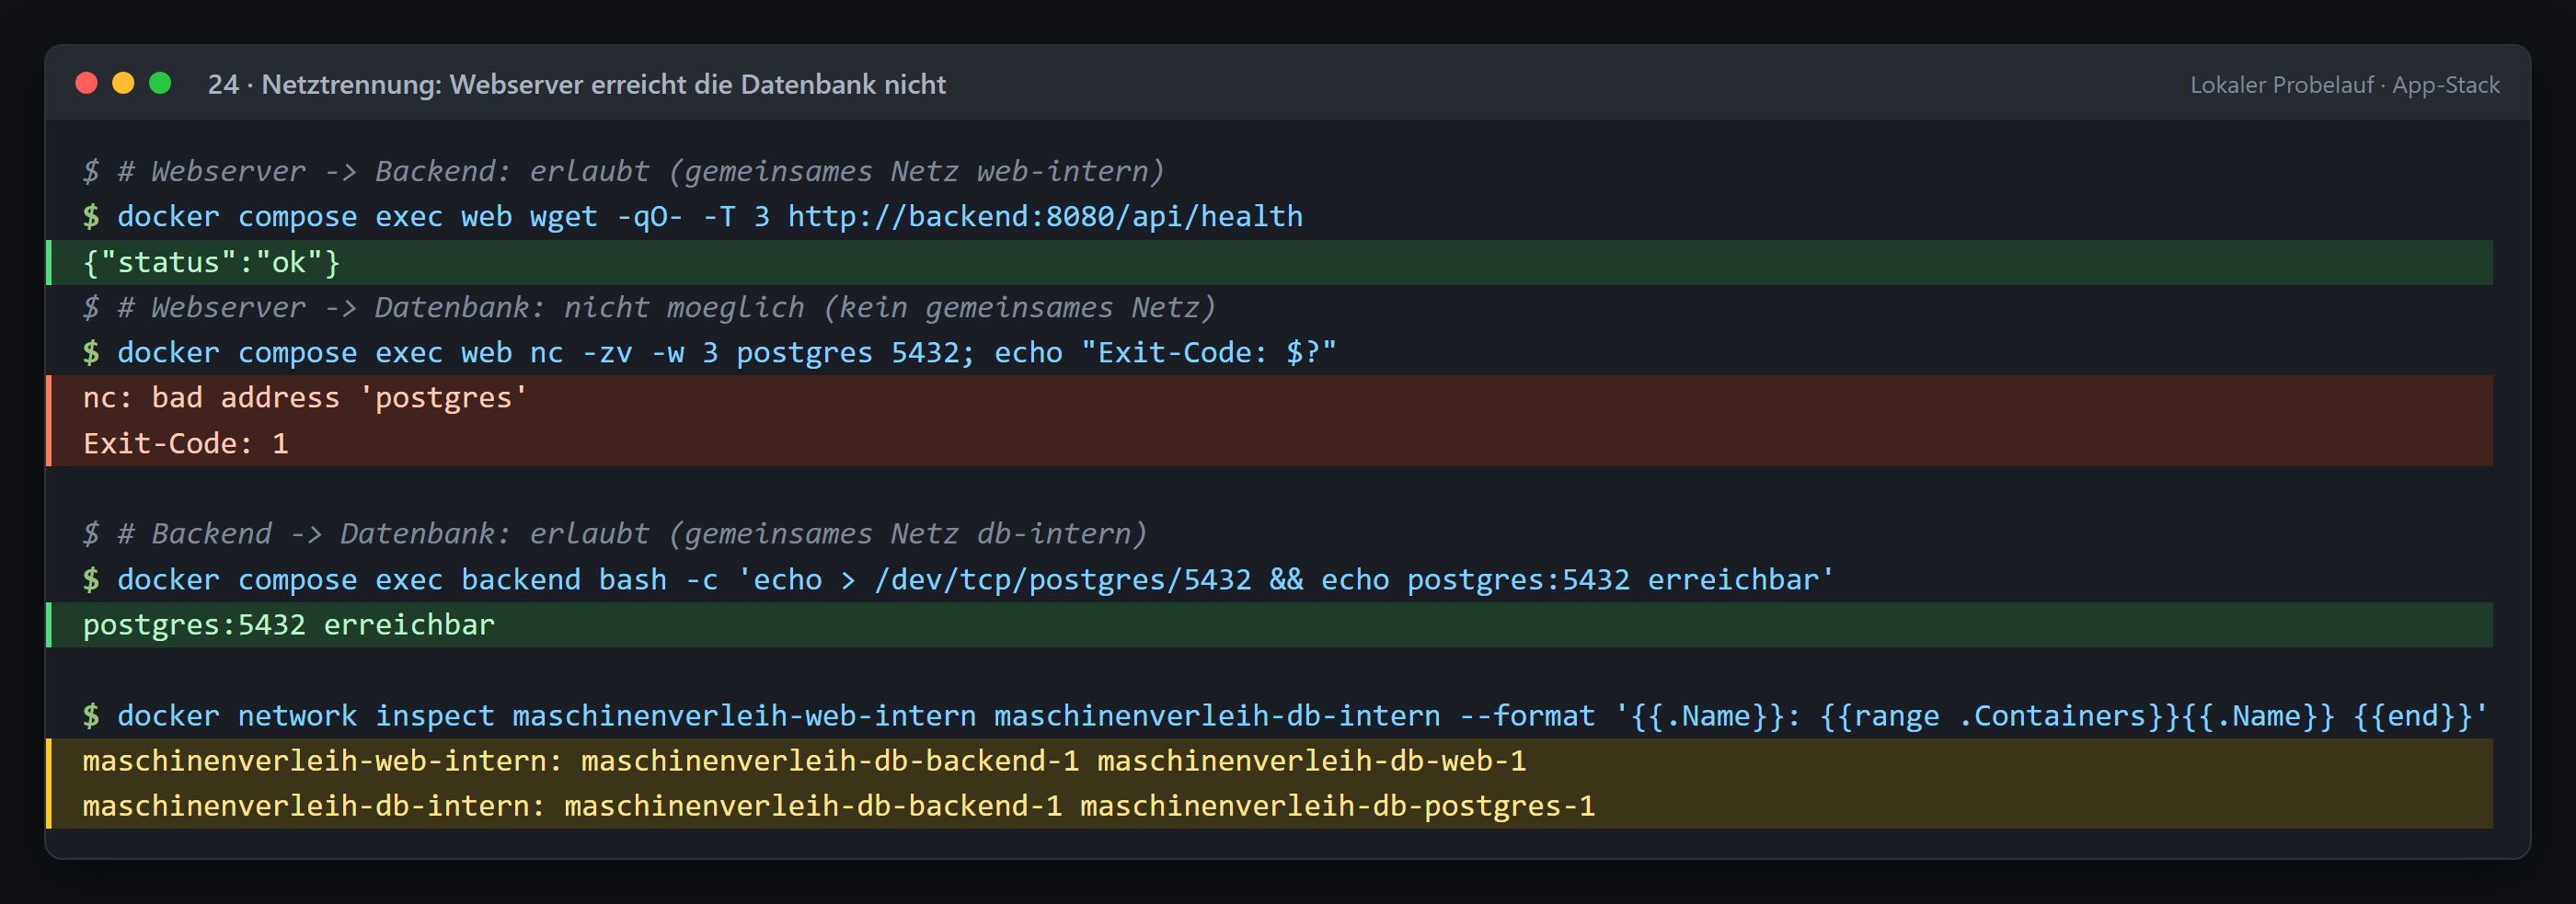 24 · Netztrennung: Webserver erreicht die Datenbank nicht
Lokaler Probelauf · App-Stack
$ # Webserver -> Backend: erlaubt (gemeinsames Netz web-intern)
$ docker compose exec web wget -qO- -T 3 http://backend:8080/api/health
{"status":"ok"}
$ # Webserver -> Datenbank: nicht moeglich (kein gemeinsames Netz)
$ docker compose exec web nc -zv -w 3 postgres 5432; echo "Exit-Code: $?"
nc: bad address 'postgres'
Exit-Code: 1
$ # Backend -> Datenbank: erlaubt (gemeinsames Netz db-intern)
$ docker compose exec backend bash -c 'echo > /dev/tcp/postgres/5432 && echo postgres:5432 erreichbar'
postgres:5432 erreichbar
$ docker network inspect maschinenverleih-web-intern maschinenverleih-db-intern --format '{{.Name}}: {{range .Containers}}{{.Name}} {{end}}'
maschinenverleih-web-intern: maschinenverleih-db-backend-1 maschinenverleih-db-web-1
maschinenverleih-db-intern: maschinenverleih-db-backend-1 maschinenverleih-db-postgres-1